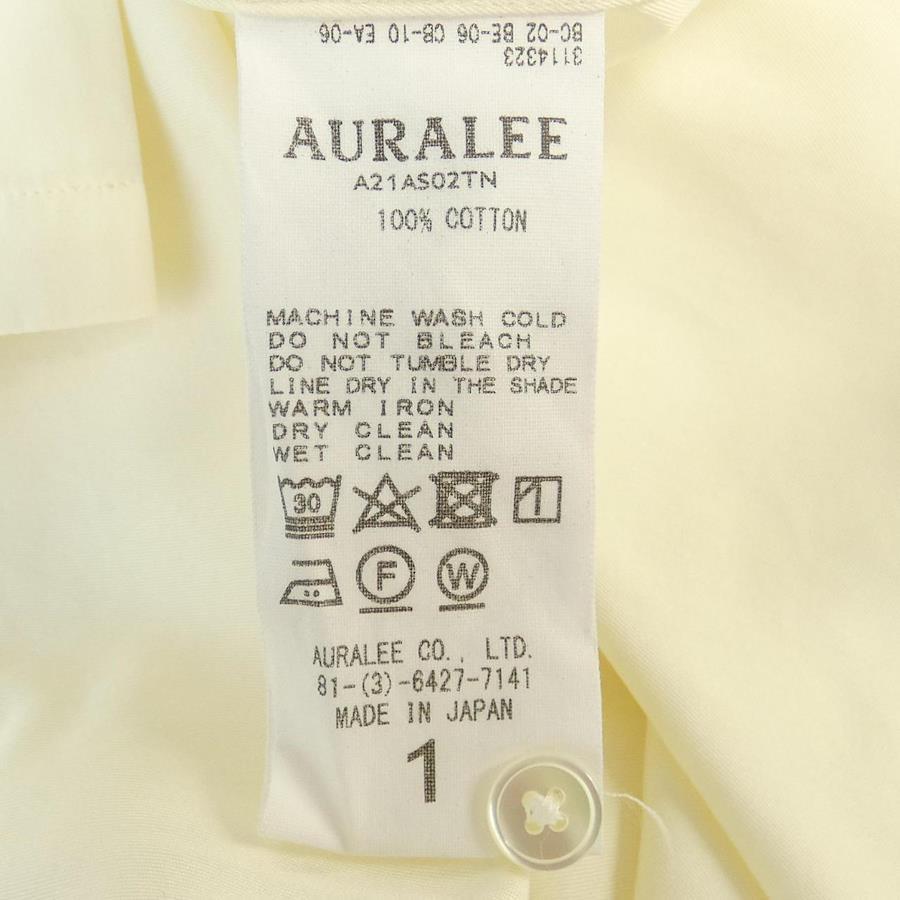 3114323
BC-02 BE-06 CB-10 EA-06
AURALEE
A21AS02TN
100% COTTON
MACHINE WASH COLD
DO NOT BLEACH
DO NOT TUMBLE DRY
LINE DRY IN THE SHADE
WARM IRON
DRY CLEAN
WET CLEAN
30
F W
AURALEE CO., LTD.
81-(3)-6427-7141
MADE IN JAPAN
1